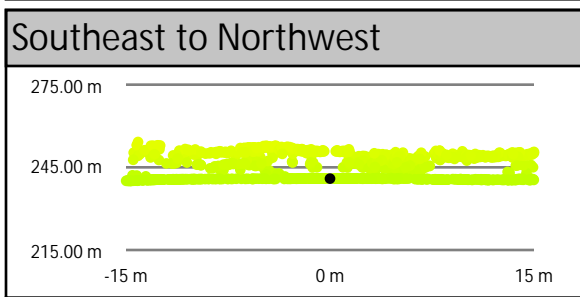 Southeast to Northwest
275.00 m
245.00 m
215.00 m
-15 m 0 m 15 m